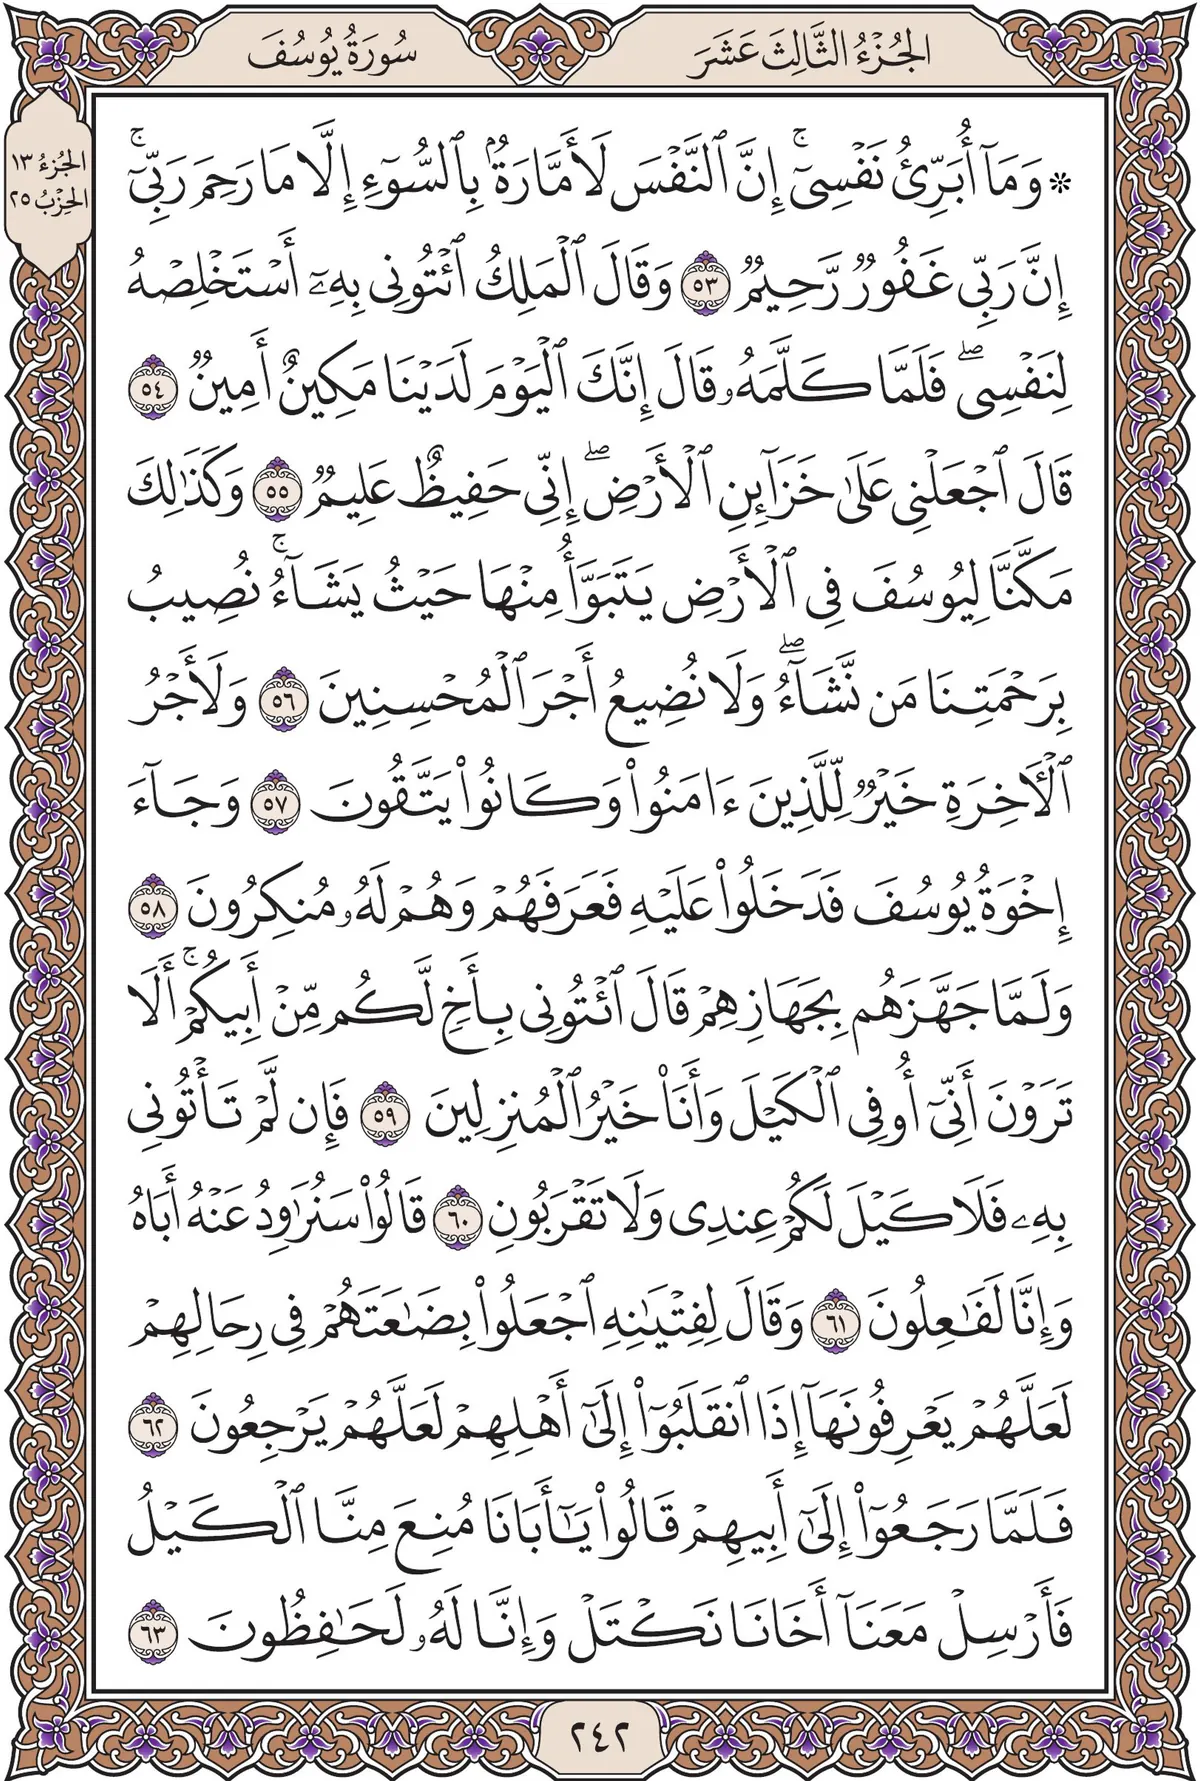 الجُزْءُ الثَّالِثَ عَشَرَ
سُورَةُ يُوسُفَ
الجُزءُ ١٣
الحِزْبُ ٢٥
۞ وَمَآ أُبَرِّئُ نَفْسِىٓۚ إِنَّ ٱلنَّفْسَ لَأَمَّارَةُۢ بِٱلسُّوٓءِ إِلَّا مَا رَحِمَ رَبِّىٓۚ
إِنَّ رَبِّى غَفُورٌ رَّحِيمٌ ٥٣ وَقَالَ ٱلْمَلِكُ ٱئْتُونِى بِهِۦٓ أَسْتَخْلِصْهُ
لِنَفْسِىۖ فَلَمَّا كَلَّمَهُۥ قَالَ إِنَّكَ ٱلْيَوْمَ لَدَيْنَا مَكِينٌ أَمِينٌ ٥٤
قَالَ ٱجْعَلْنِى عَلَىٰ خَزَآئِنِ ٱلْأَرْضِۖ إِنِّى حَفِيظٌ عَلِيمٌ ٥٥ وَكَذَٰلِكَ
مَكَّنَّا لِيُوسُفَ فِى ٱلْأَرْضِ يَتَبَوَّأُ مِنْهَا حَيْثُ يَشَآءُۚ نُصِيبُ
بِرَحْمَتِنَا مَن نَّشَآءُۖ وَلَا نُضِيعُ أَجْرَ ٱلْمُحْسِنِينَ ٥٦ وَلَأَجْرُ
ٱلْأَخِرَةِ خَيْرٌ لِّلَّذِينَ ءَامَنُوا۟ وَكَانُوا۟ يَتَّقُونَ ٥٧ وَجَآءَ
إِخْوَةُ يُوسُفَ فَدَخَلُوا۟ عَلَيْهِ فَعَرَفَهُمْ وَهُمْ لَهُۥ مُنكِرُونَ ٥٨
وَلَمَّا جَهَّزَهُم بِجَهَازِهِمْ قَالَ ٱئْتُونِى بِأَخٍ لَّكُم مِّنْ أَبِيكُمْۚ أَلَا
تَرَوْنَ أَنِّىٓ أُوفِى ٱلْكَيْلَ وَأَنَا۠ خَيْرُ ٱلْمُنزِلِينَ ٥٩ فَإِن لَّمْ تَأْتُونِى
بِهِۦ فَلَا كَيْلَ لَكُمْ عِندِى وَلَا تَقْرَبُونِ ٦٠ قَالُوا۟ سَنُرَٰوِدُ عَنْهُ أَبَاهُ
وَإِنَّا لَفَٰعِلُونَ ٦١ وَقَالَ لِفِتْيَٰنِهِ ٱجْعَلُوا۟ بِضَٰعَتَهُمْ فِى رِحَالِهِمْ
لَعَلَّهُمْ يَعْرِفُونَهَآ إِذَا ٱنقَلَبُوٓا۟ إِلَىٰٓ أَهْلِهِمْ لَعَلَّهُمْ يَرْجِعُونَ ٦٢
فَلَمَّا رَجَعُوٓا۟ إِلَىٰٓ أَبِيهِمْ قَالُوا۟ يَٰٓأَبَانَا مُنِعَ مِنَّا ٱلْكَيْلُ
فَأَرْسِلْ مَعَنَآ أَخَانَا نَكْتَلْ وَإِنَّا لَهُۥ لَحَٰفِظُونَ ٦٣
٢٤٢